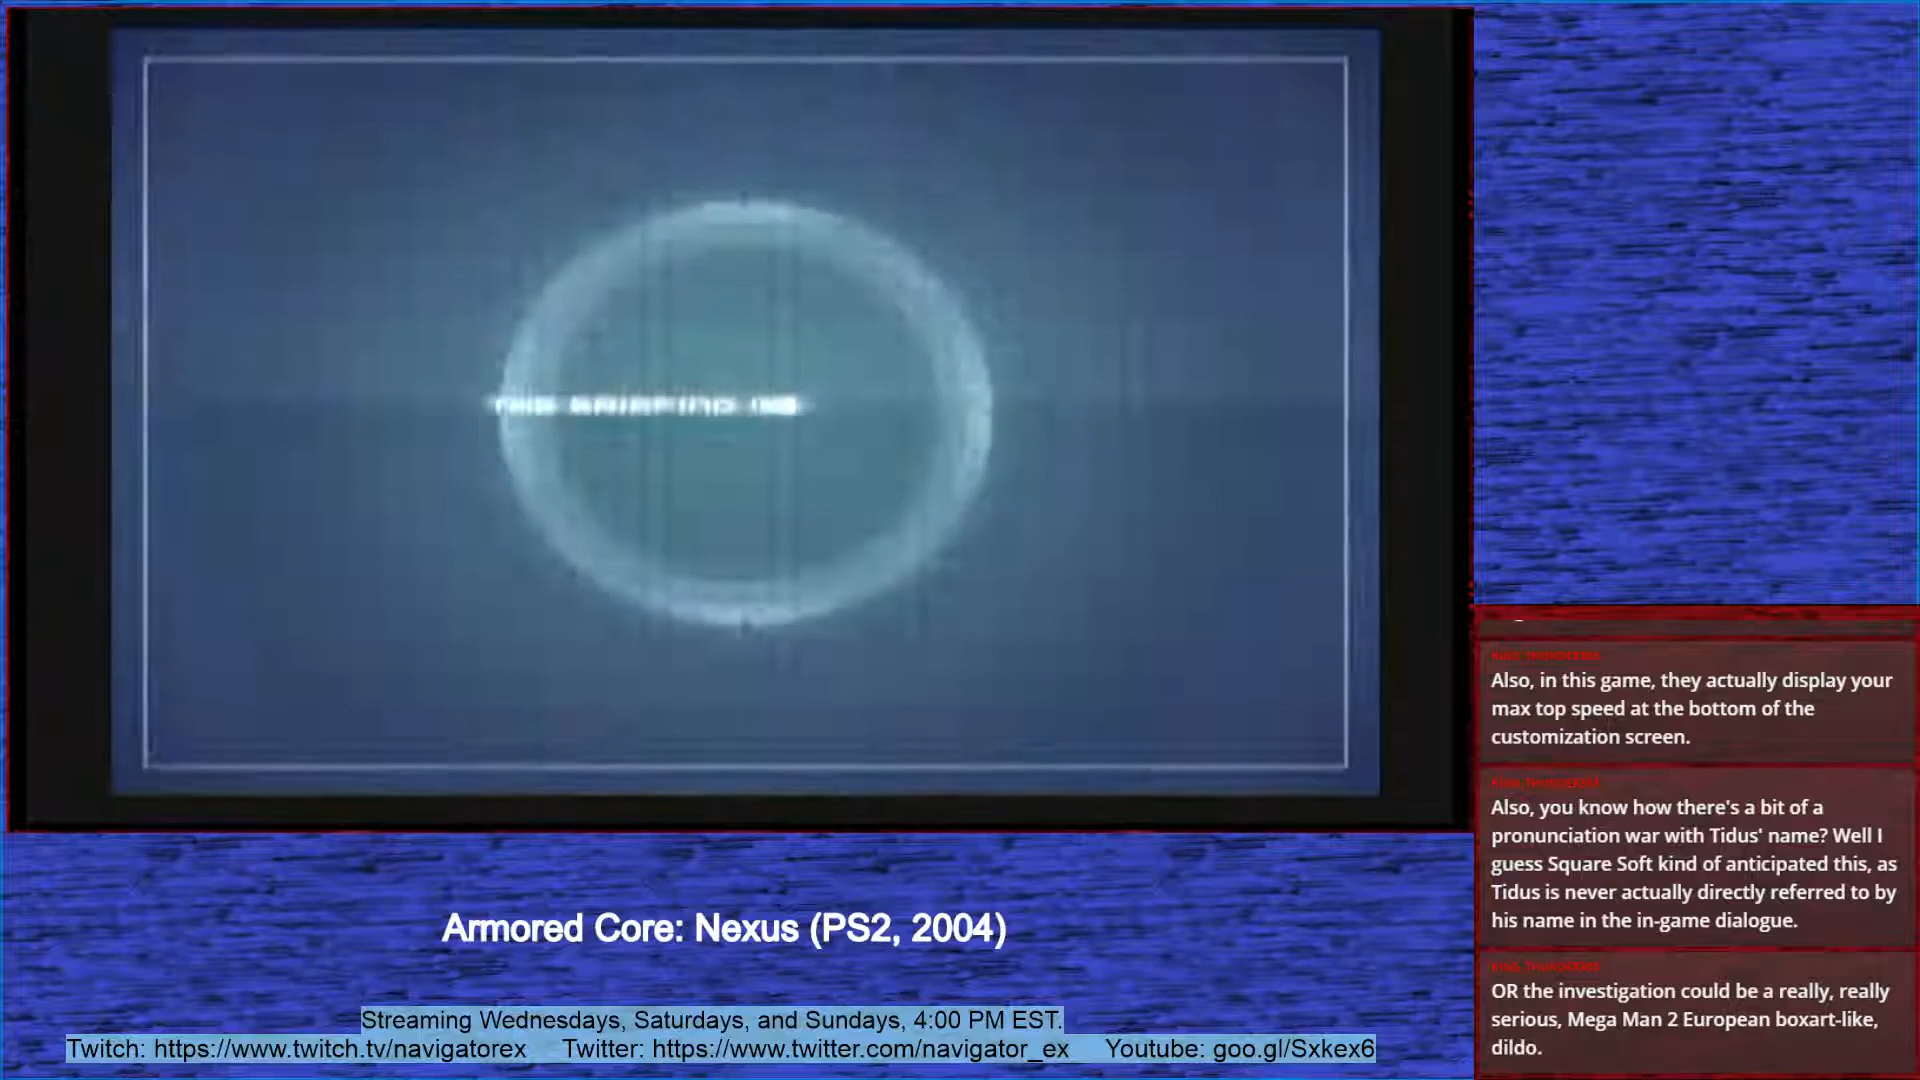 Also, in this game, they actually display your
max top speed at the bottom of the
customization screen.
Also, you know how there's a bit of a
pronunciation war with Tidus' name? Well I
guess Square Soft kind of anticipated this, as
Tidus is never actually directly referred to by
his name in the in-game dialogue.
OR the investigation could be a really, really
serious, Mega Man 2 European boxart-like,
dildo.
Armored Core: Nexus (PS2, 2004)
Streaming Wednesdays, Saturdays, and Sundays, 4:00 PM EST.
Twitch: https://www.twitch.tv/navigatorex Twitter: https://www.twitter.com/navigator_ex Youtube: goo.gl/Sxkex6